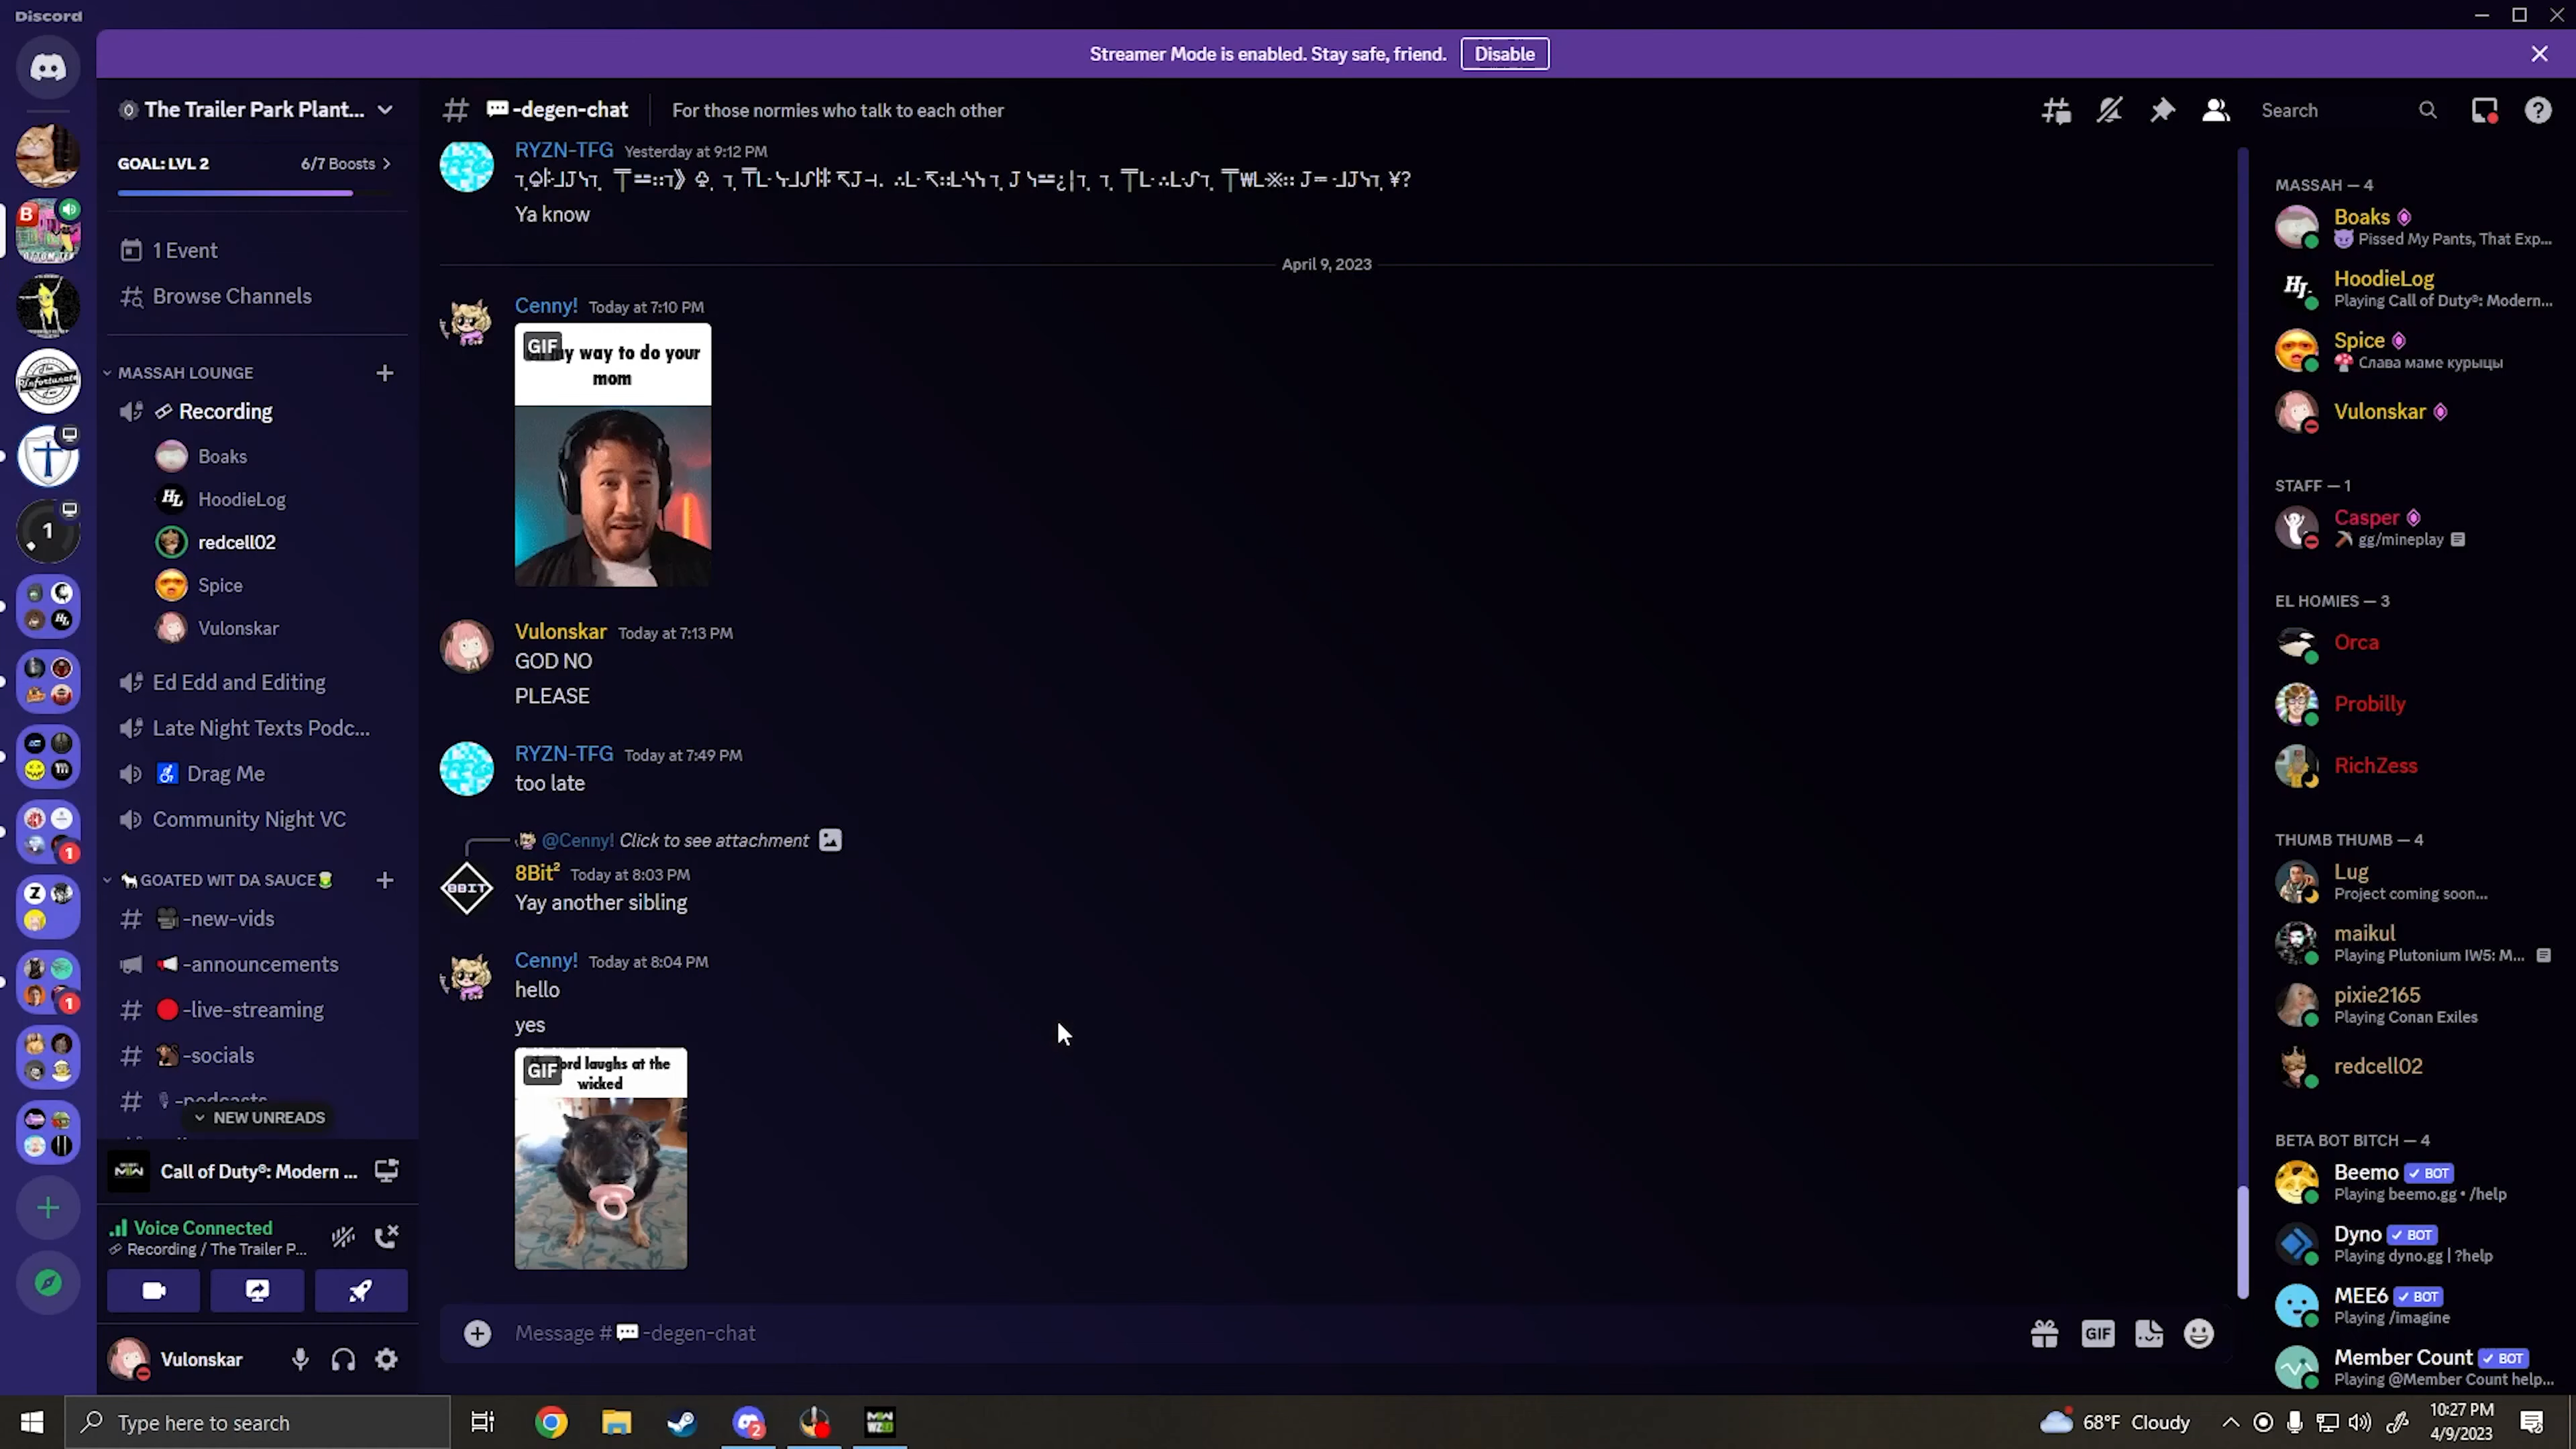 Discord
Streamer Mode is enabled. Stay safe, friend. Disable
The Trailer Park Plant...
GOAL: LVL 2 6/7 Boosts >
1 Event
Browse Channels
MASSAH LOUNGE
Recording
Boaks
HoodieLog
redcell02
Spice
Vulonskar
Ed Edd and Editing
Late Night Texts Podc...
Drag Me
Community Night VC
GOATED WIT DA SAUCE
-new-vids
-announcements
-live-streaming
-socials
-podcasts
NEW UNREADS
Call of Duty®: Modern ...
Voice Connected
Recording / The Trailer P...
Vulonskar
# -degen-chat For those normies who talk to each other
Search
RYZN-TFG Yesterday at 9:12 PM
Ya know
April 9, 2023
Cenny! Today at 7:10 PM
GIF
way to do your
mom
Vulonskar Today at 7:13 PM
GOD NO
PLEASE
RYZN-TFG Today at 7:49 PM
too late
@Cenny! Click to see attachment
8BIT
8Bit² Today at 8:03 PM
Yay another sibling
Cenny! Today at 8:04 PM
hello
yes
GIF
laughs at the
wicked
Message # -degen-chat
GIF
MASSAH — 4
Boaks
Pissed My Pants, That Exp...
HoodieLog
Playing Call of Duty®: Modern...
Spice
Слава маме курыцы
Vulonskar
STAFF — 1
Casper
gg/mineplay
EL HOMIES — 3
Orca
Probilly
RichZess
THUMB THUMB — 4
Lug
Project coming soon...
maikul
Playing Plutonium IW5: M...
pixie2165
Playing Conan Exiles
redcell02
BETA BOT BITCH — 4
Beemo ✓ BOT
Playing beemo.gg • /help
Dyno ✓ BOT
Playing dyno.gg | ?help
MEE6 ✓ BOT
Playing /imagine
Member Count ✓ BOT
Playing @Member Count help...
Type here to search
68°F Cloudy
10:27 PM
4/9/2023